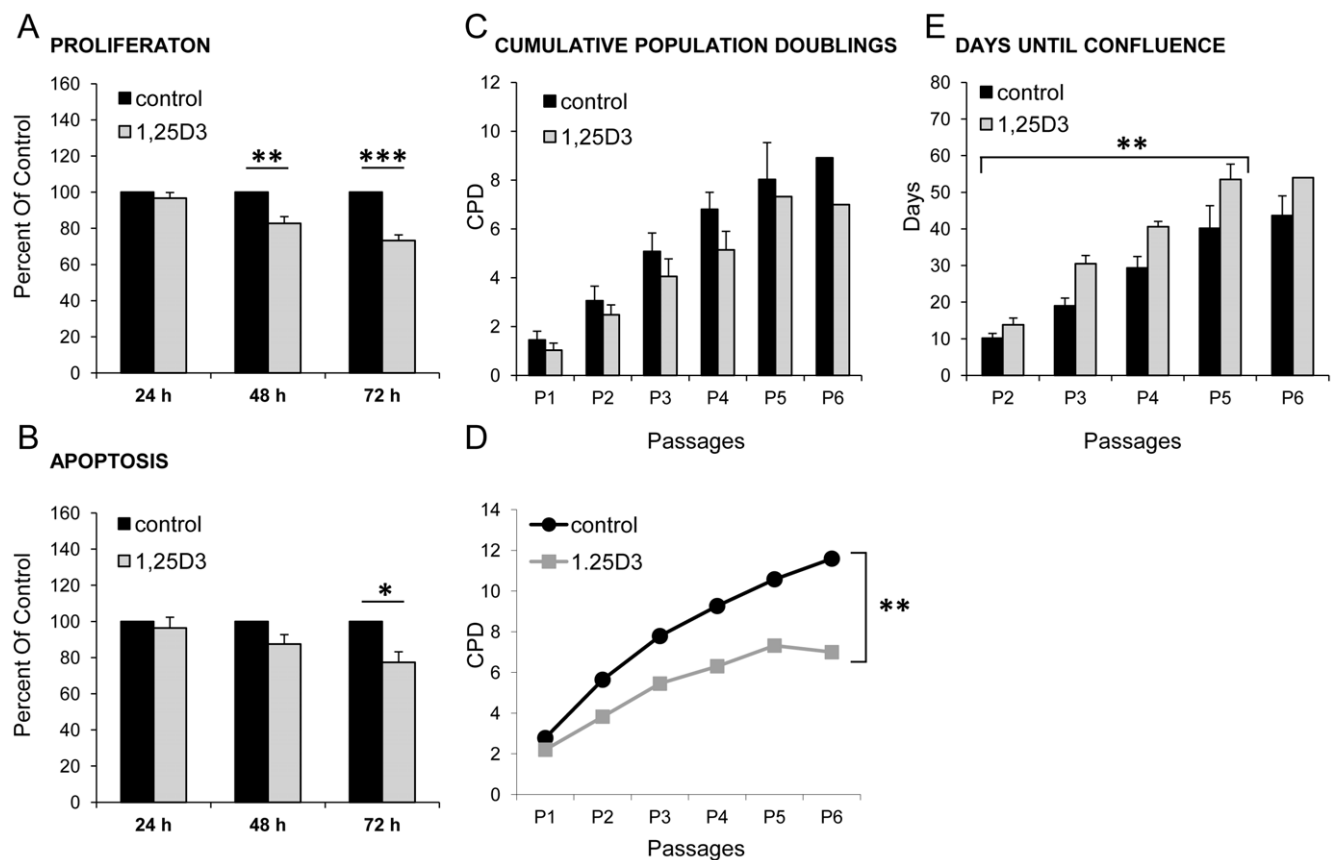 A PROLIFERATON
160
140
120
100
80
60
40
20
0
Percent Of Control
control
1,25D3
**
***
24 h 48 h 72 h
B APOPTOSIS
160
140
120
100
80
60
40
20
0
Percent Of Control
control
1,25D3
*
24 h 48 h 72 h
C CUMULATIVE POPULATION DOUBLINGS
12
10
8
6
4
2
0
CPD
control
1,25D3
P1 P2 P3 P4 P5 P6
Passages
D
14
12
10
8
6
4
2
0
CPD
control
1.25D3
**
P1 P2 P3 P4 P5 P6
Passages
E DAYS UNTIL CONFLUENCE
80
70
60
50
40
30
20
10
0
Days
control
1,25D3
**
P2 P3 P4 P5 P6
Passages